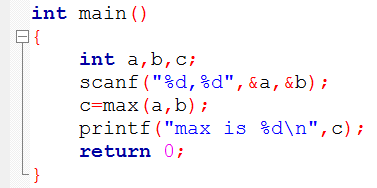 int main()
{
    int a,b,c;
    scanf("%d,%d",&a,&b);
    c=max(a,b);
    printf("max is %d\n",c);
    return 0;
}